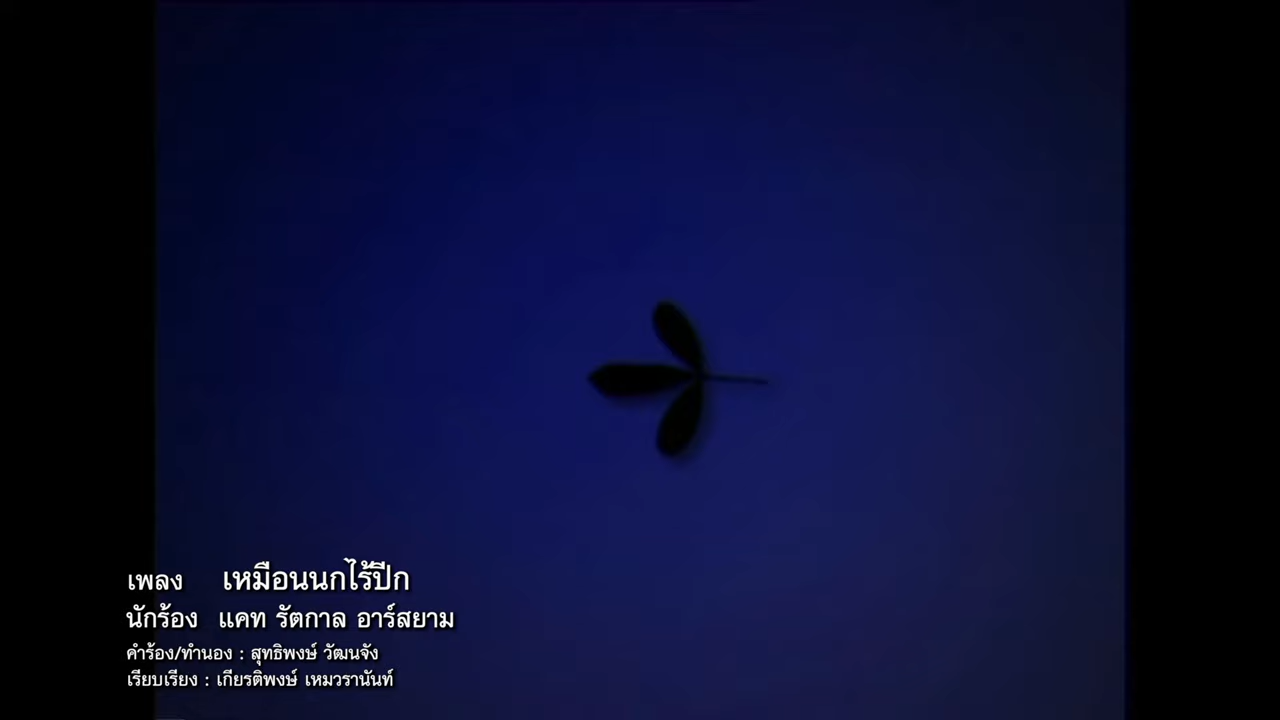 เพลง เหมือนนกไร้ปีก
นักร้อง แคท รัตกาล อาร์สยาม
คำร้อง/ทำนอง : สุทธิพงษ์ วัฒนจัง
เรียบเรียง : เกียรติพงษ์ เหมวรานันท์